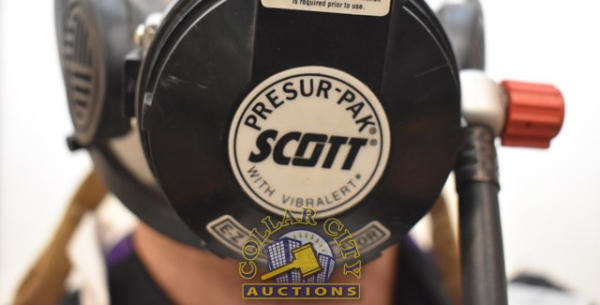 is required prior to use.
PRESUR-PAK®
SCOTT®
WITH VIBRALERT®
COLLAR CITY
AUCTIONS